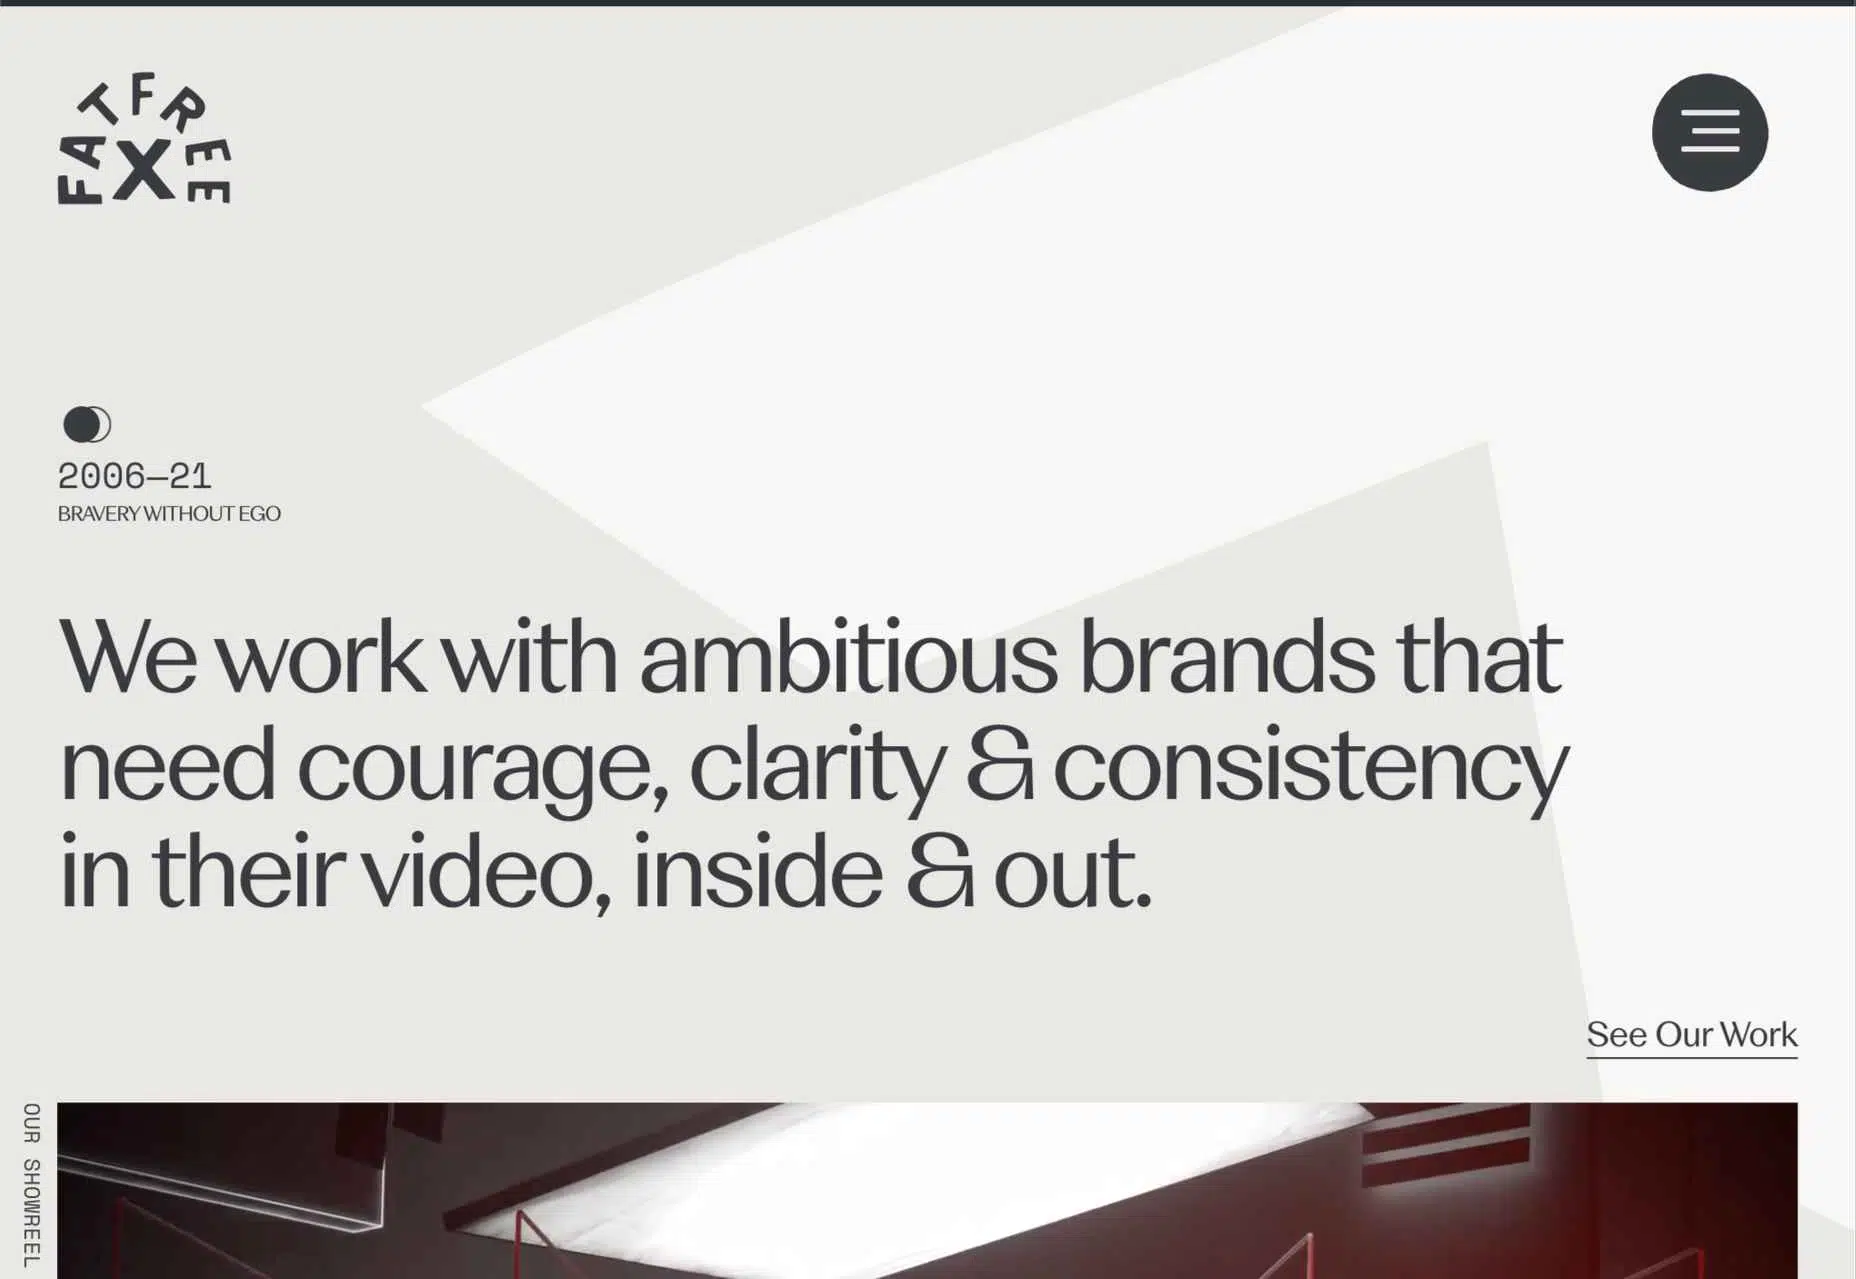 FATFREE
X
2006–21
BRAVERY WITHOUT EGO
We work with ambitious brands that
need courage, clarity & consistency
in their video, inside & out.
See Our Work
OUR SHOWREEL